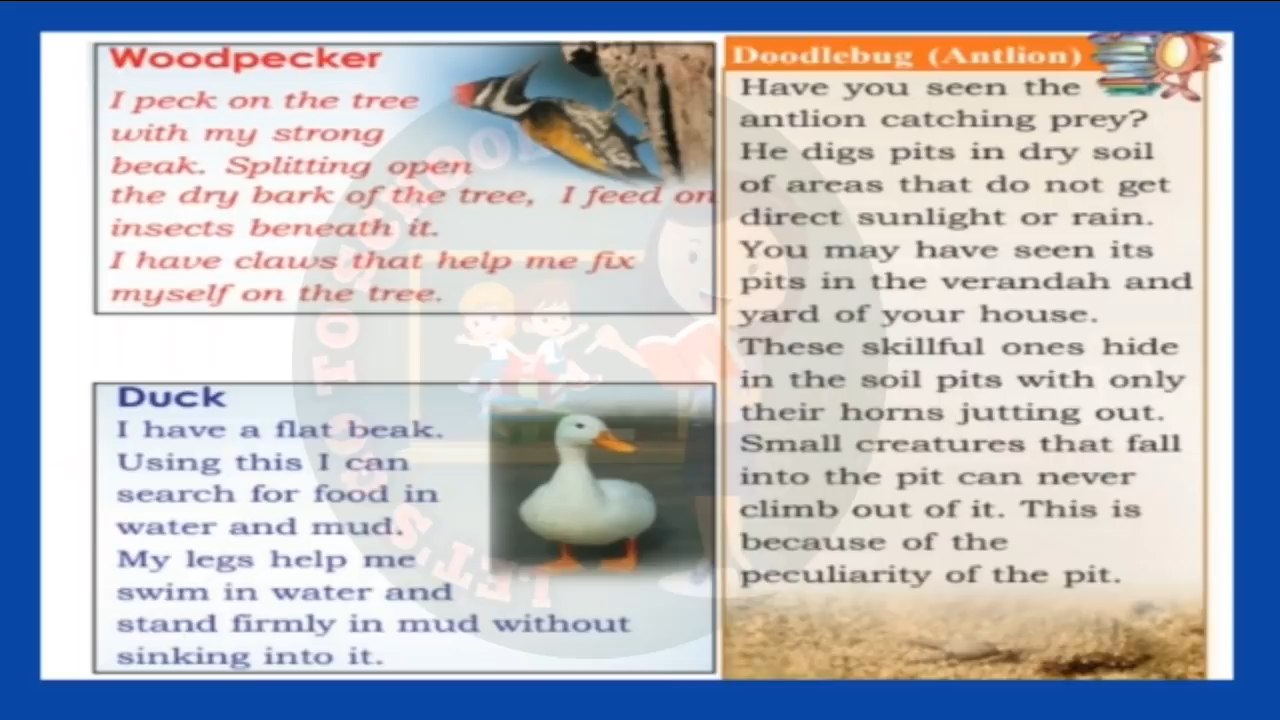 Woodpecker
I peck on the tree
with my strong
beak. Splitting open
the dry bark of the tree, I feed on
insects beneath it.
I have claws that help me fix
myself on the tree.
Duck
I have a flat beak.
Using this I can
search for food in
water and mud.
My legs help me
swim in water and
stand firmly in mud without
sinking into it.
Doodlebug (Antlion)
Have you seen the
antlion catching prey?
He digs pits in dry soil
of areas that do not get
direct sunlight or rain.
You may have seen its
pits in the verandah and
yard of your house.
These skillful ones hide
in the soil pits with only
their horns jutting out.
Small creatures that fall
into the pit can never
climb out of it. This is
because of the
peculiarity of the pit.
LET'S GO TO SCHOOL